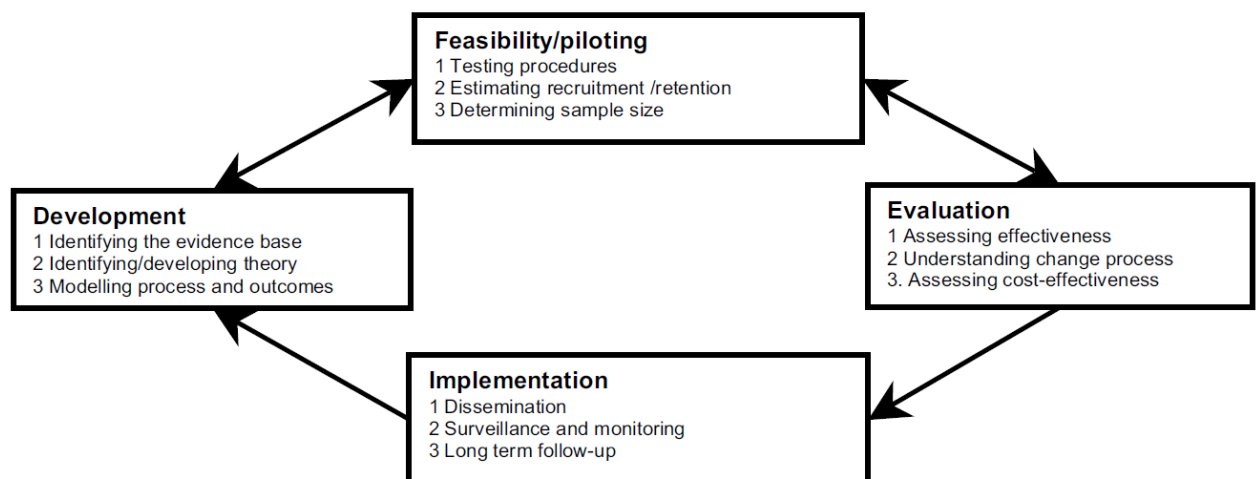 Feasibility/piloting
1 Testing procedures
2 Estimating recruitment /retention
3 Determining sample size
Development
1 Identifying the evidence base
2 Identifying/developing theory
3 Modelling process and outcomes
Evaluation
1 Assessing effectiveness
2 Understanding change process
3. Assessing cost-effectiveness
Implementation
1 Dissemination
2 Surveillance and monitoring
3 Long term follow-up